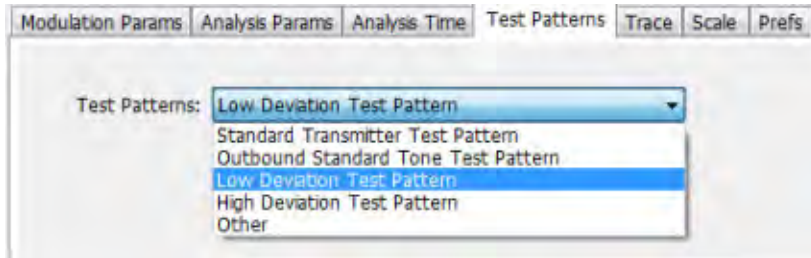 Modulation Params Analysis Params Analysis Time Test Patterns Trace Scale Prefs
Test Patterns: Low Deviation Test Pattern
Standard Transmitter Test Pattern
Outbound Standard Tone Test Pattern
Low Deviation Test Pattern
High Deviation Test Pattern
Other